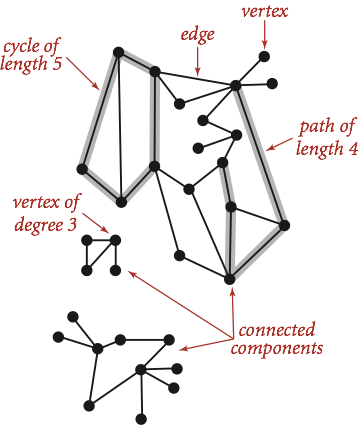 vertex
edge
cycle of
length 5
path of
length 4
vertex of
degree 3
connected
components